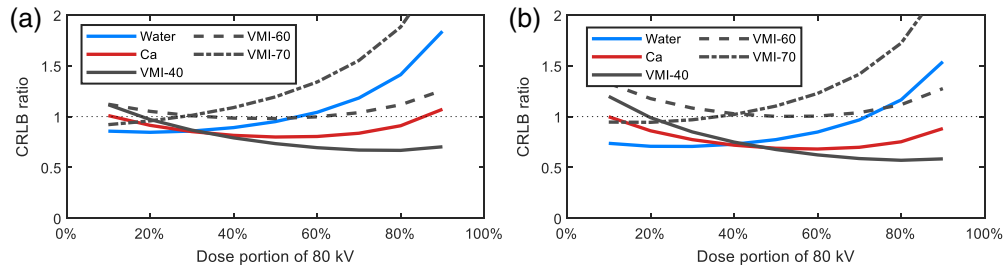 (a)
2
1.5
1
0.5
0
CRLB ratio
Water
Ca
VMI-40
VMI-60
VMI-70
0%
20%
40%
60%
80%
100%
Dose portion of 80 kV
(b)
2
1.5
1
0.5
0
CRLB ratio
Water
Ca
VMI-40
VMI-60
VMI-70
0%
20%
40%
60%
80%
100%
Dose portion of 80 kV